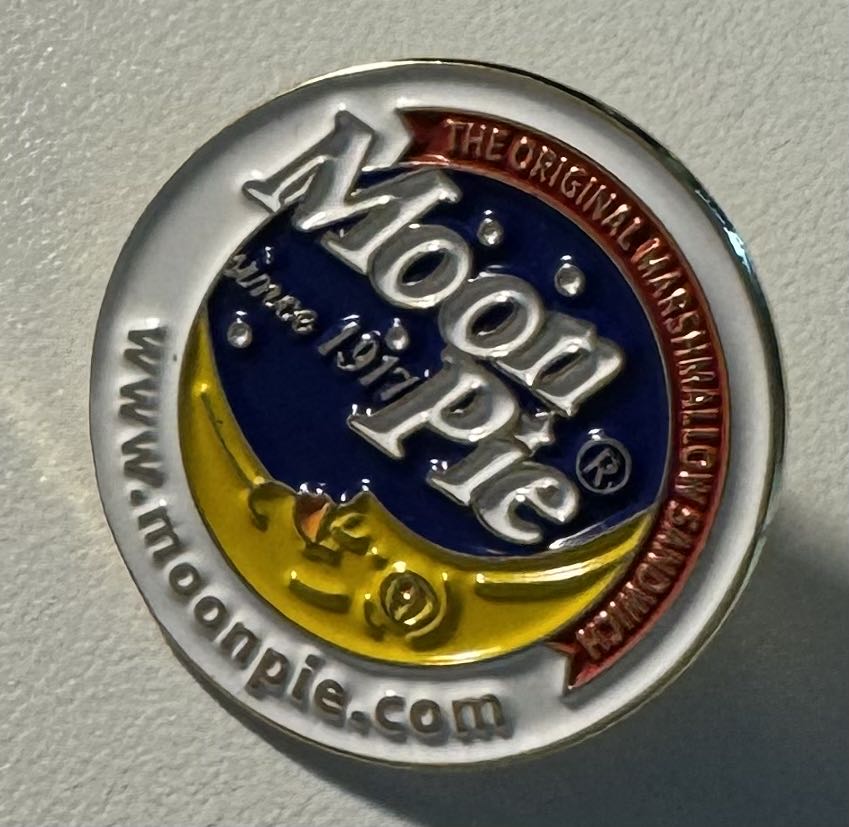 THE ORIGINAL MARSHMALLOW SANDWICH
Moon
since 1917
Pie®
www.moonpie.com